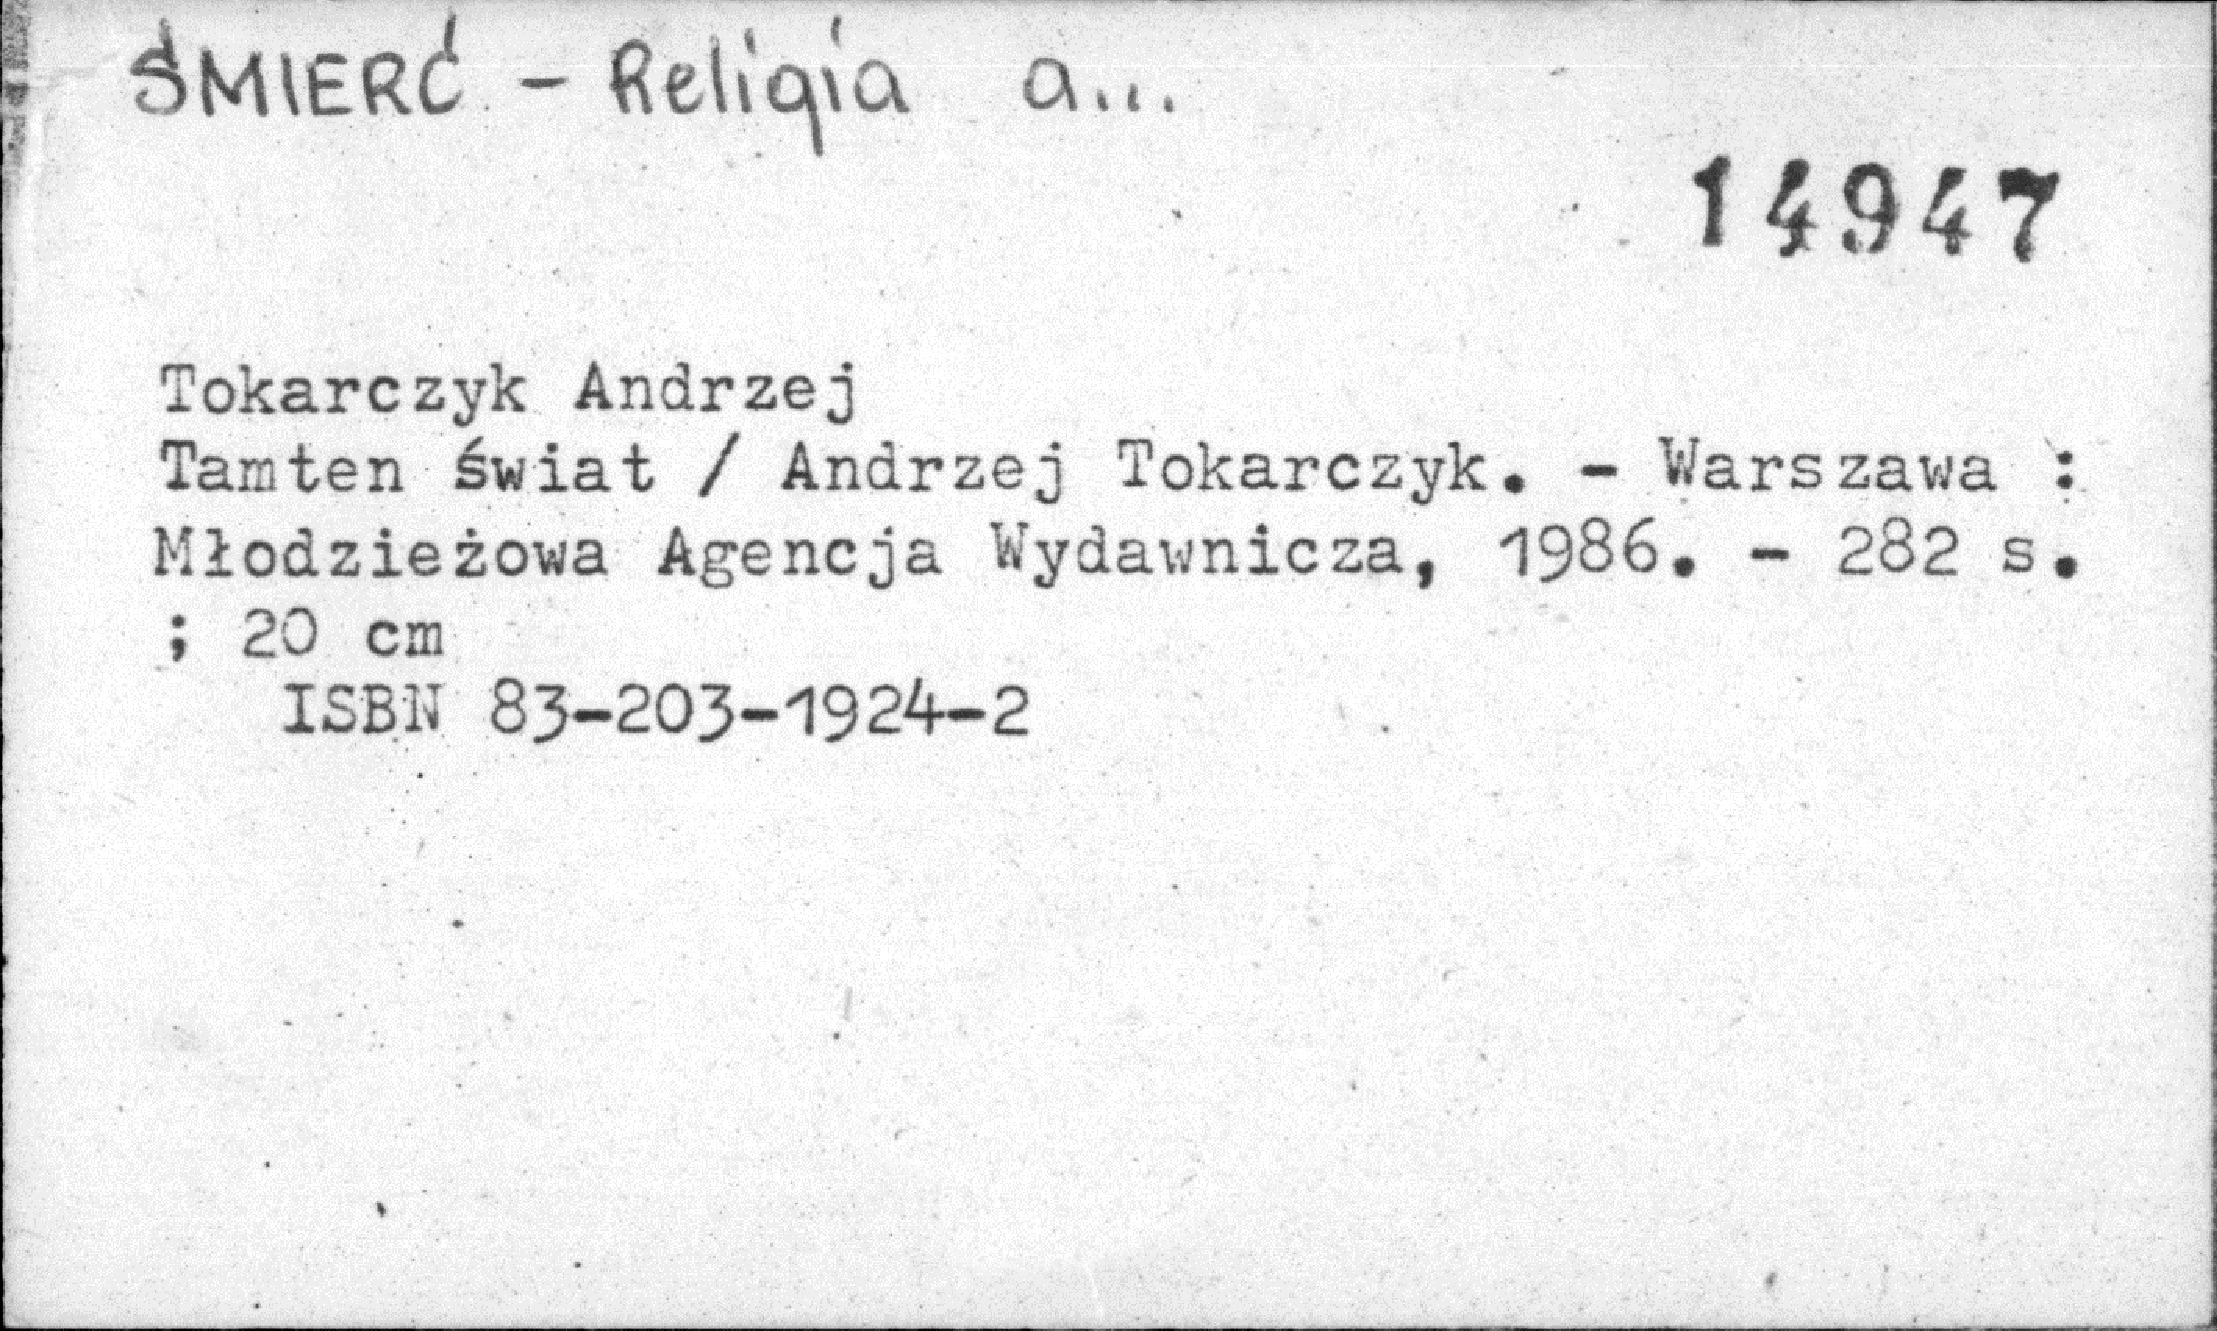 ŚMIERĆ - Religia a...
14947
Tokarczyk Andrzej
Tamten świat / Andrzej Tokarczyk. - Warszawa :
Młodzieżowa Agencja Wydawnicza, 1986. - 282 s.
; 20 cm
ISBN 83-203-1924-2